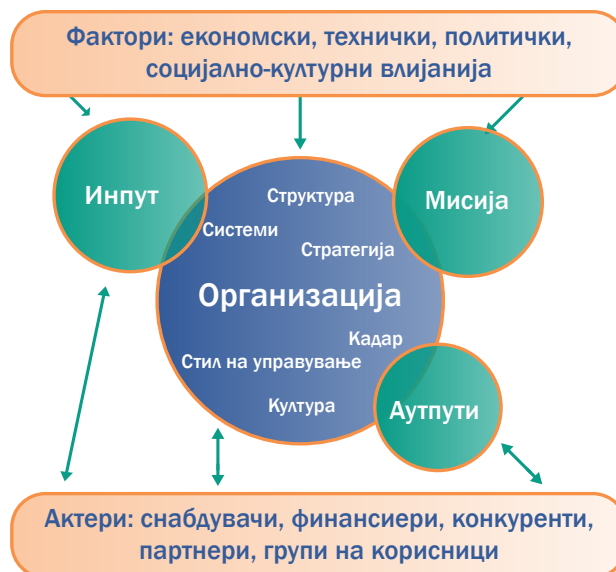 Фактори: економски, технички, политички,
социјално-културни влијанија
Инпут
Мисија
Структура
Системи
Стратегија
Организација
Кадар
Стил на управување
Култура
Аутпути
Актери: снабдувачи, финансиери, конкуренти,
партнери, групи на корисници